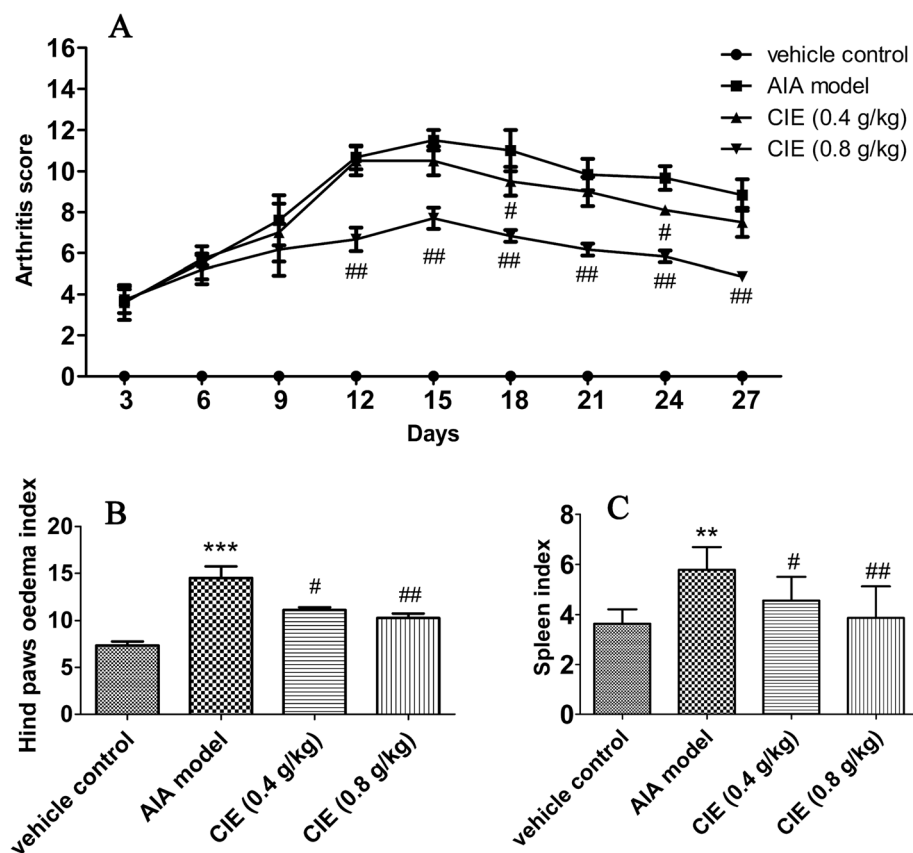 A
16
14
12
10
8
6
4
2
0
Arthritis score
vehicle control
AIA model
CIE (0.4 g/kg)
CIE (0.8 g/kg)
#
#
## ## ## ## ## ##
3 6 9 12 15 18 21 24 27
Days
B
20
15
10
5
0
Hind paws oedema index
***
#
##
vehicle control
AIA model
CIE (0.4 g/kg)
CIE (0.8 g/kg)
C
8
6
4
2
0
Spleen index
**
#
##
vehicle control
AIA model
CIE (0.4 g/kg)
CIE (0.8 g/kg)